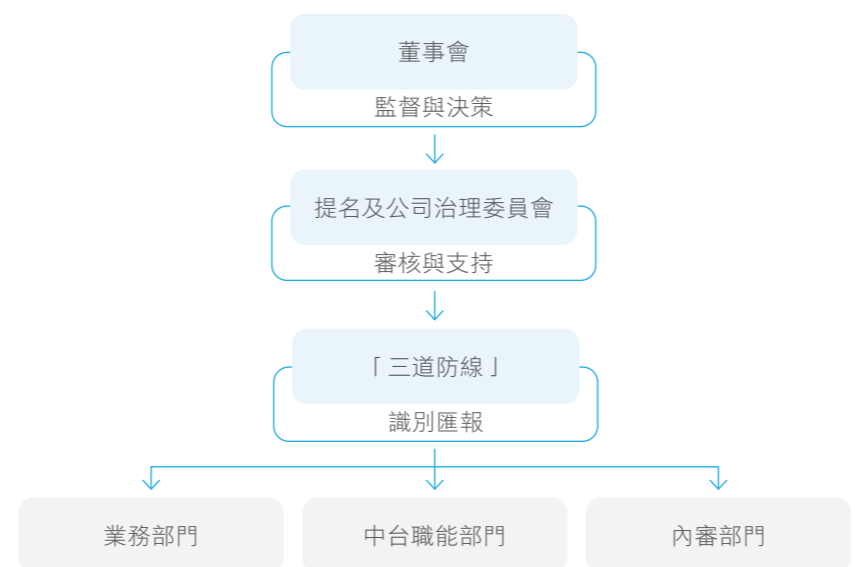 董事會
監督與決策
提名及公司治理委員會
審核與支持
「三道防線」
識別匯報
業務部門
中台職能部門
內審部門